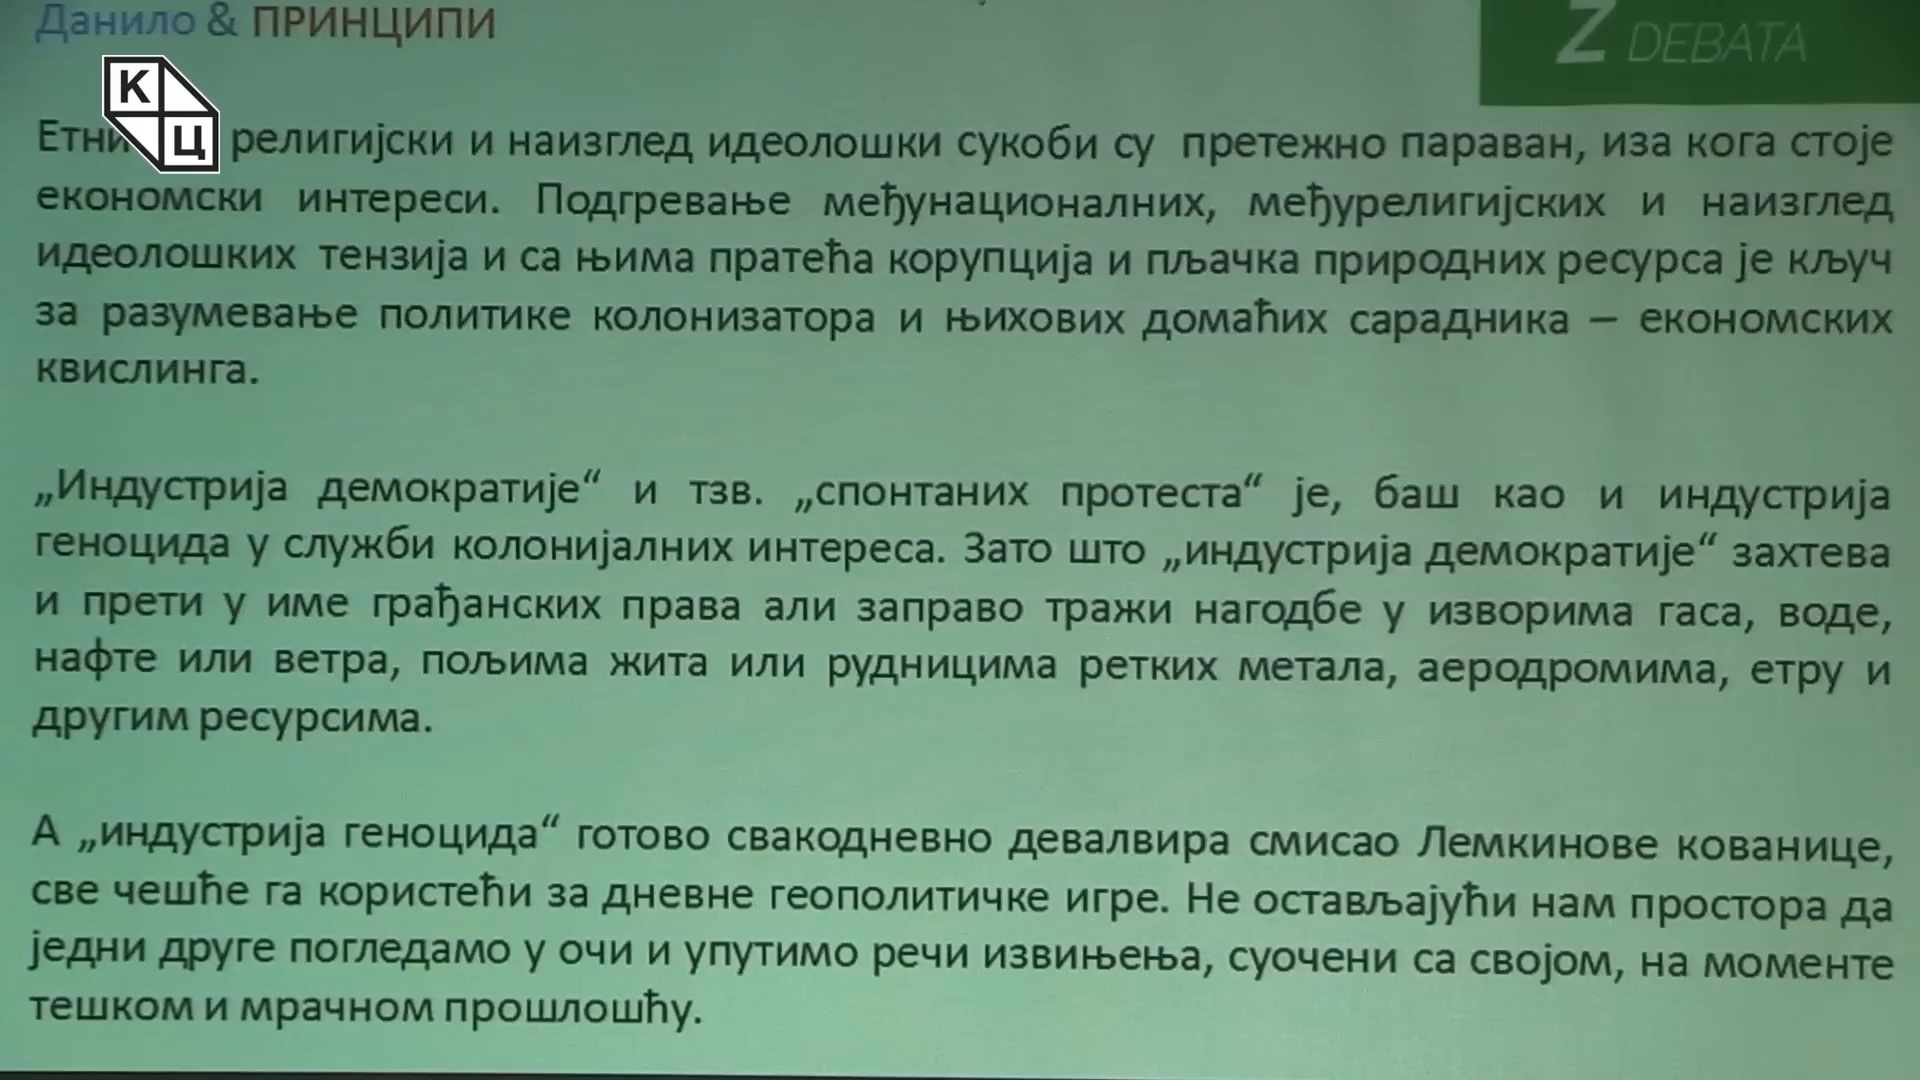 Данило & ПРИНЦИПИ
Z DEBATA
К
Ц
религијски и наизглед идеолошки сукоби су претежно параван, иза кога стоје
економски интереси. Подгревање међунационалних, међурелигијских и наизглед
идеолошких тензија и са њима пратећа корупција и пљачка природних ресурса је кључ
за разумевање политике колонизатора и њихових домаћих сарадника – економских
квислинга.
„Индустрија демократије“ и тзв. „спонтаних протеста“ је, баш као и индустрија
геноцида у служби колонијалних интереса. Зато што „индустрија демократије“ захтева
и прети у име грађанских права али заправо тражи нагодбе у изворима гаса, воде,
нафте или ветра, пољима жита или рудницима ретких метала, аеродромима, етру и
другим ресурсима.
А „индустрија геноцида“ готово свакодневно девалвира смисао Лемкинове кованице,
све чешће га користећи за дневне геополитичке игре. Не остављајући нам простора да
једни друге погледамо у очи и упутимо речи извињења, суочени са својом, на моменте
тешком и мрачном прошлошћу.